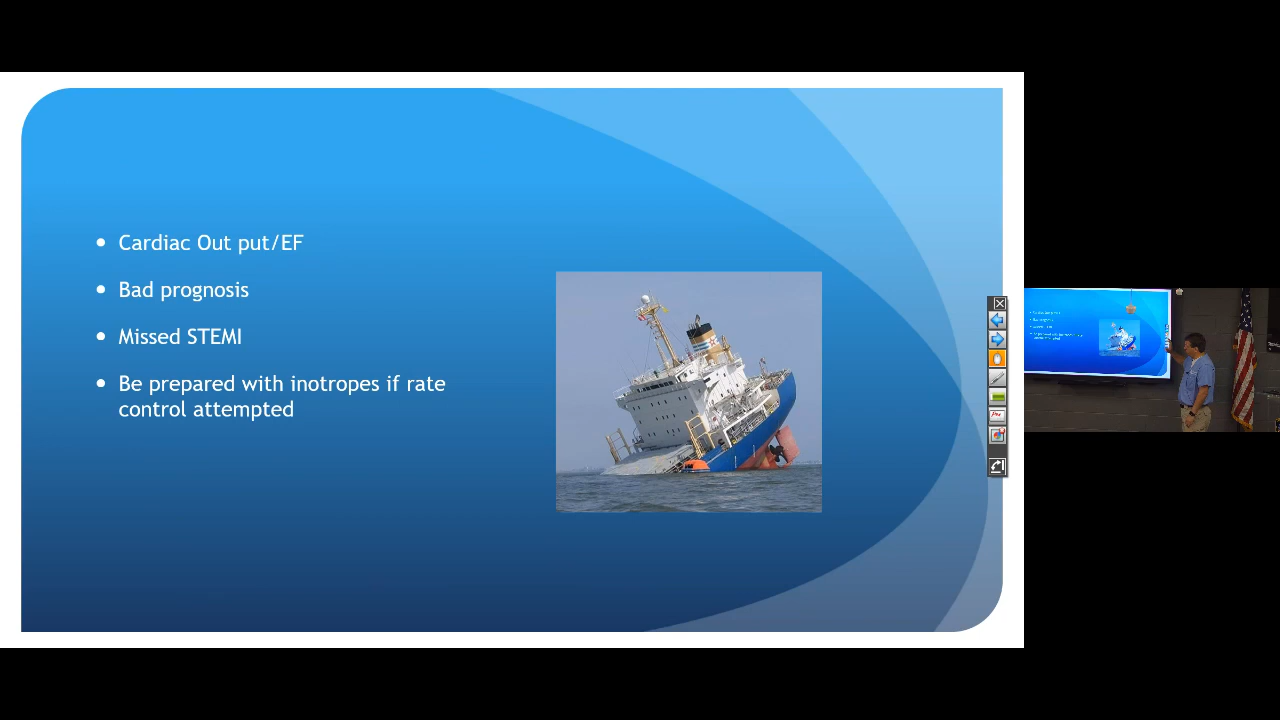 Cardiac Out put/EF
Bad prognosis
Missed STEMI
Be prepared with inotropes if rate
control attempted